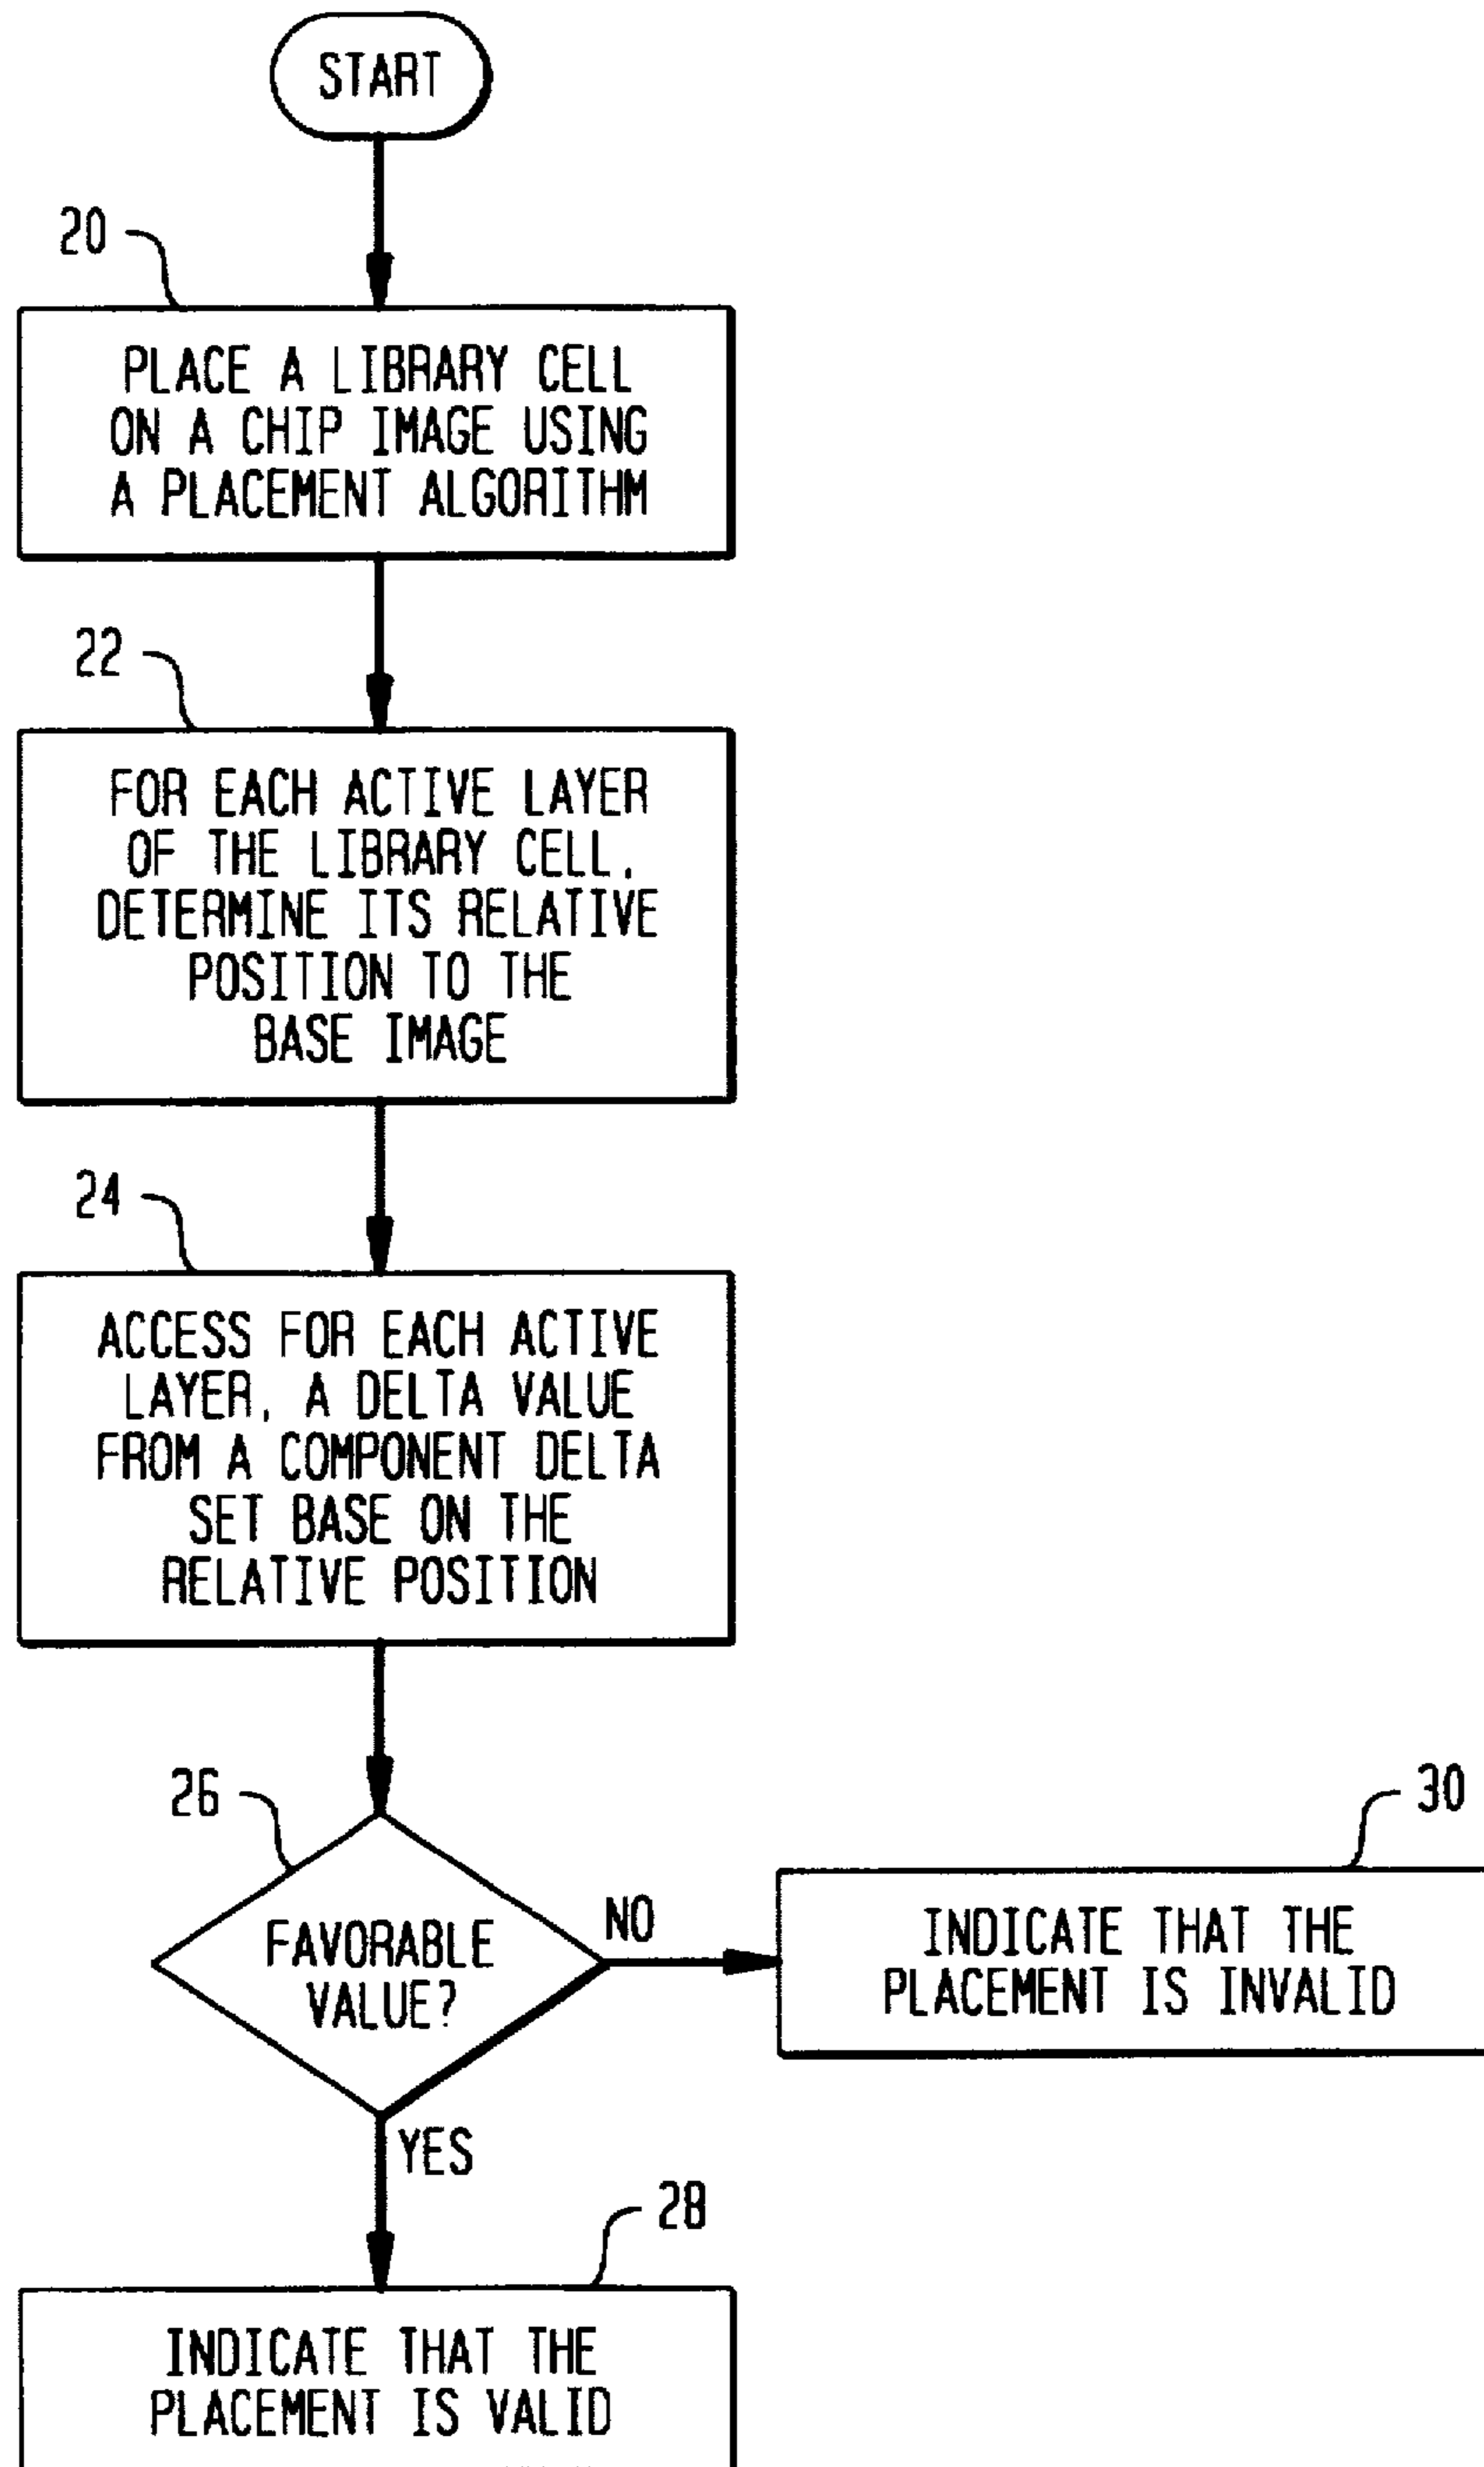 START
20
PLACE A LIBRARY CELL
ON A CHIP IMAGE USING
A PLACEMENT ALGORITHM
22
FOR EACH ACTIVE LAYER
OF THE LIBRARY CELL,
DETERMINE ITS RELATIVE
POSITION TO THE
BASE IMAGE
24
ACCESS FOR EACH ACTIVE
LAYER, A DELTA VALUE
FROM A COMPONENT DELTA
SET BASE ON THE
RELATIVE POSITION
26
FAVORABLE
VALUE?
NO
30
INDICATE THAT THE
PLACEMENT IS INVALID
YES
28
INDICATE THAT THE
PLACEMENT IS VALID